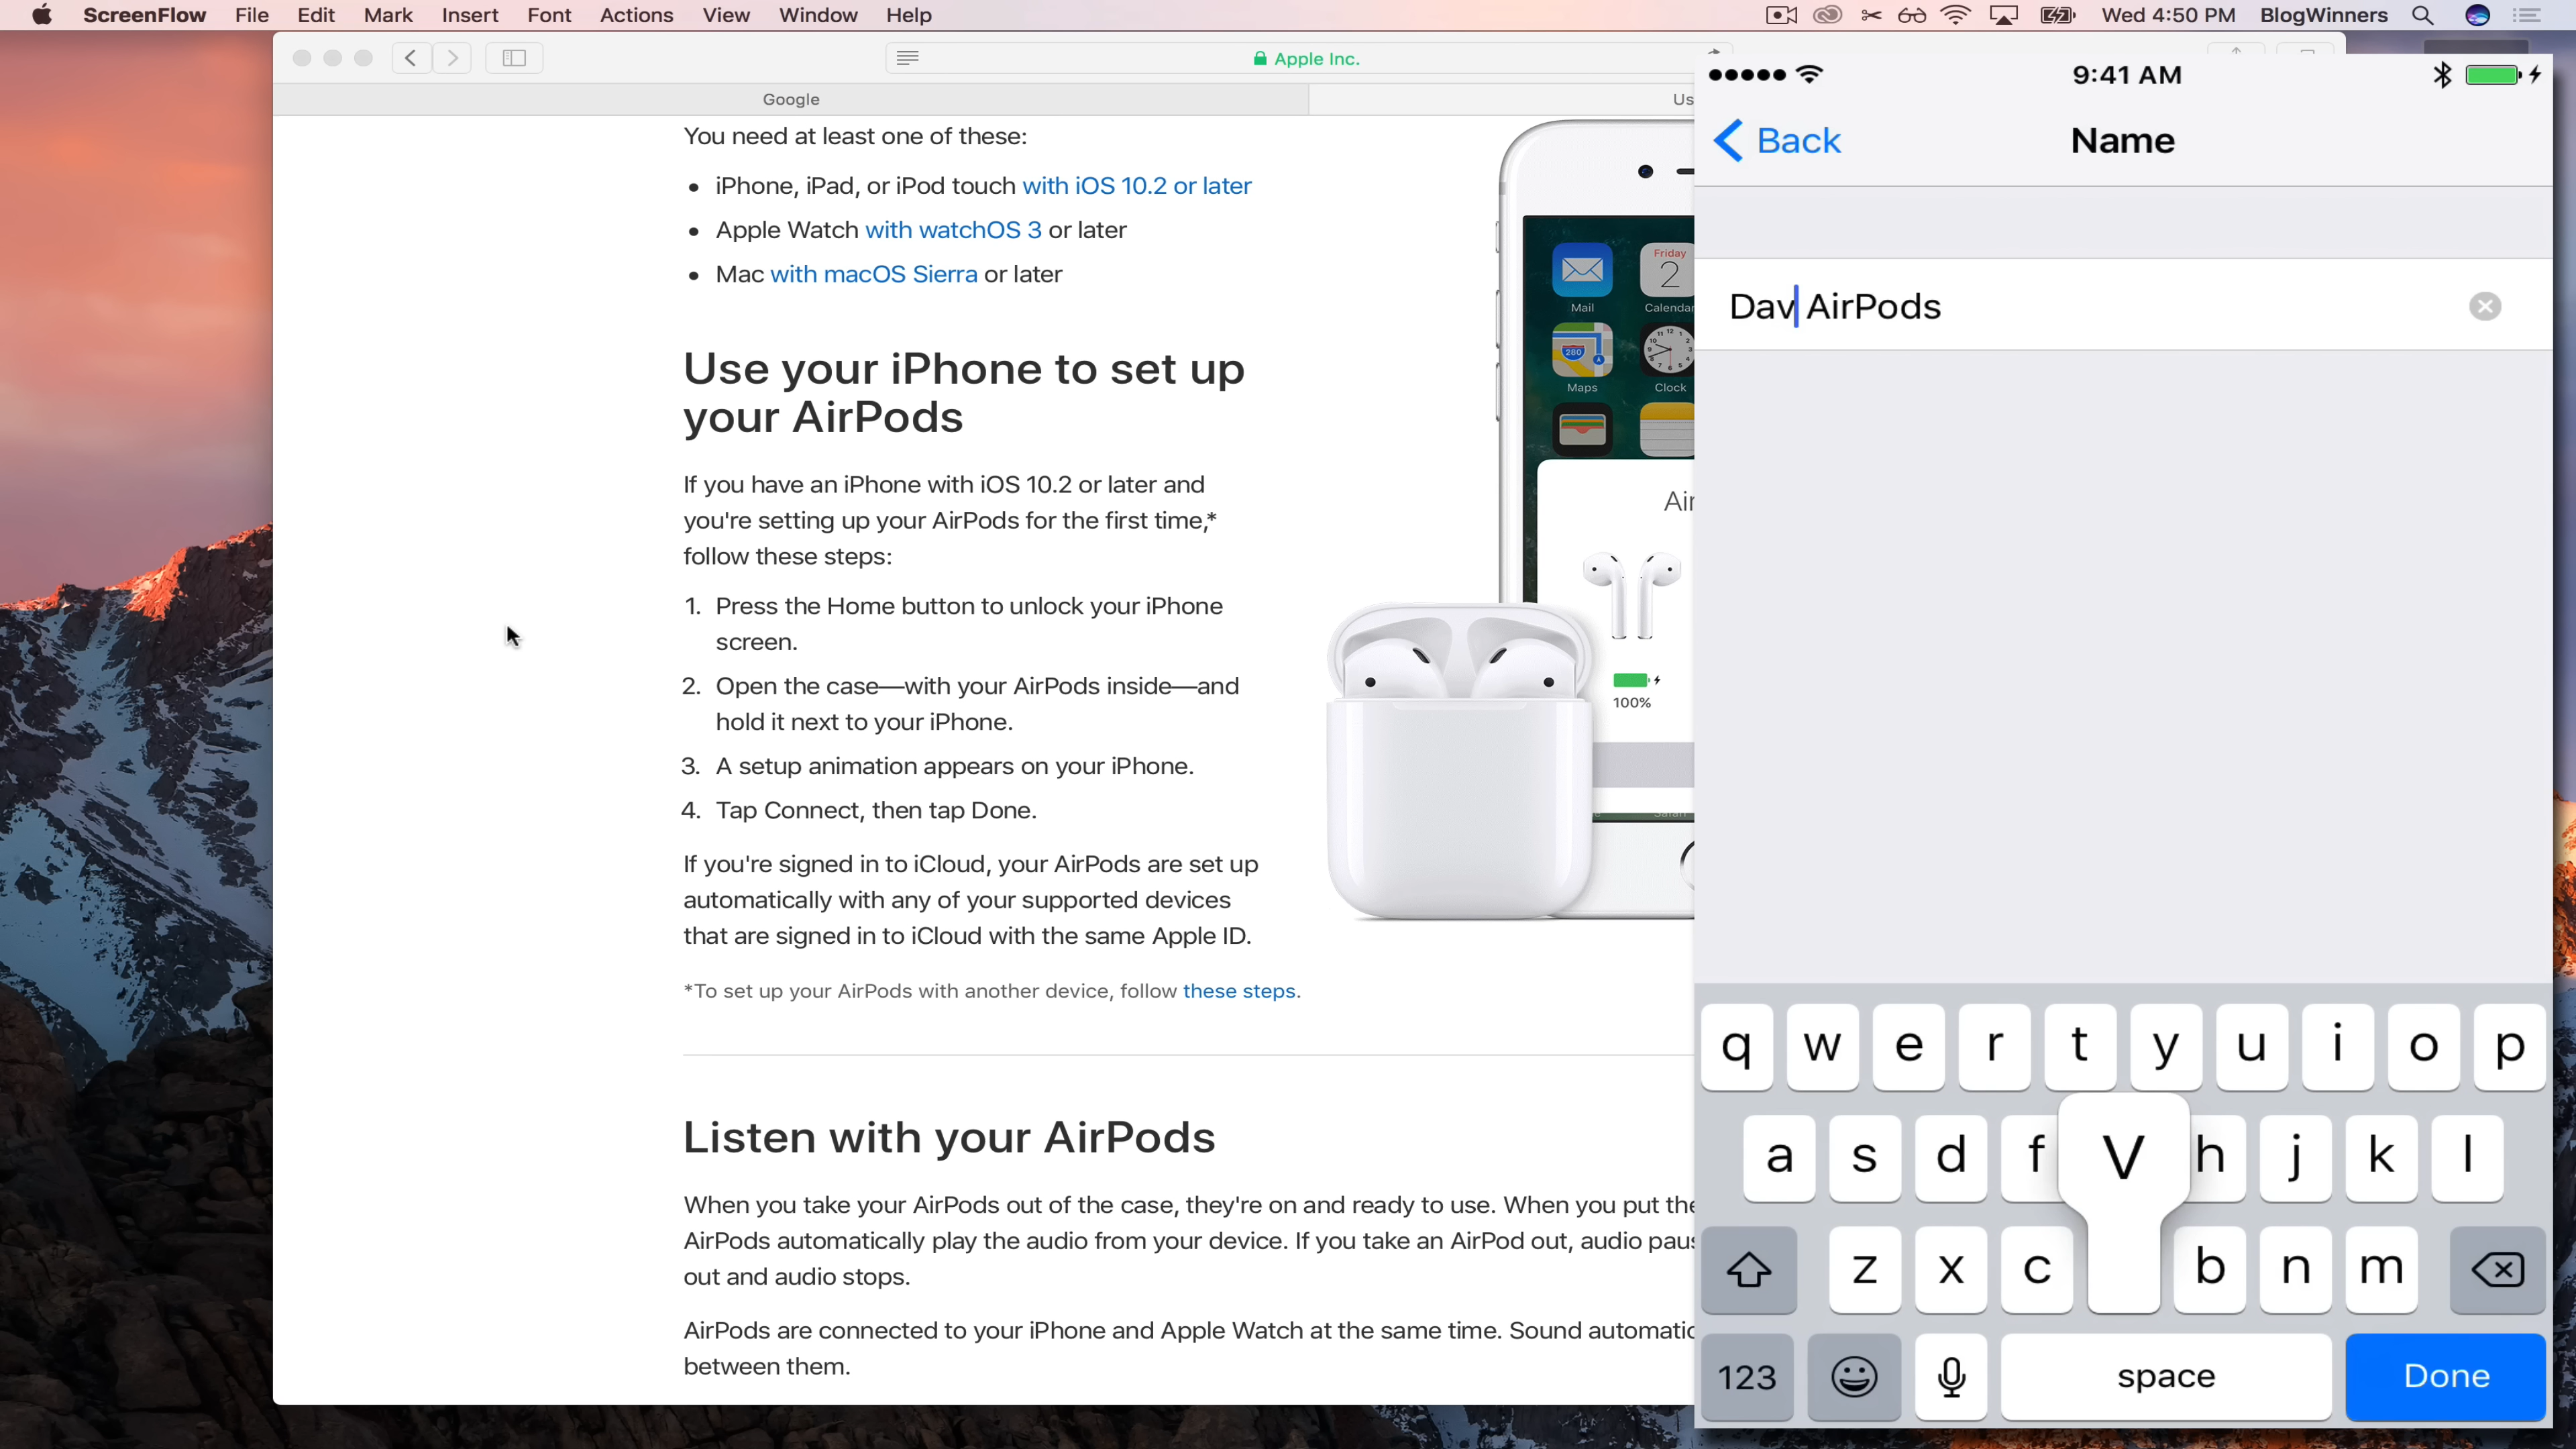 ScreenFlow File Edit Mark Insert Font Actions View Window Help Wed 4:50 PM BlogWinners
Apple Inc.
Google
Us
You need at least one of these:
• iPhone, iPad, or iPod touch with iOS 10.2 or later
• Apple Watch with watchOS 3 or later
• Mac with macOS Sierra or later
Use your iPhone to set up
your AirPods
If you have an iPhone with iOS 10.2 or later and
you're setting up your AirPods for the first time,*
follow these steps:
1. Press the Home button to unlock your iPhone
screen.
2. Open the case—with your AirPods inside—and
hold it next to your iPhone.
3. A setup animation appears on your iPhone.
4. Tap Connect, then tap Done.
If you're signed in to iCloud, your AirPods are set up
automatically with any of your supported devices
that are signed in to iCloud with the same Apple ID.
*To set up your AirPods with another device, follow these steps.
Listen with your AirPods
When you take your AirPods out of the case, they're on and ready to use. When you put the
AirPods automatically play the audio from your device. If you take an AirPod out, audio paus
out and audio stops.
AirPods are connected to your iPhone and Apple Watch at the same time. Sound automatic
between them.
Friday
2
Mail Calendar
280
Maps Clock
Air
100%
9:41 AM
Back Name
Dav AirPods
q w e r t y u i o p
a s d f V h j k l
z x c b n m
123 space Done